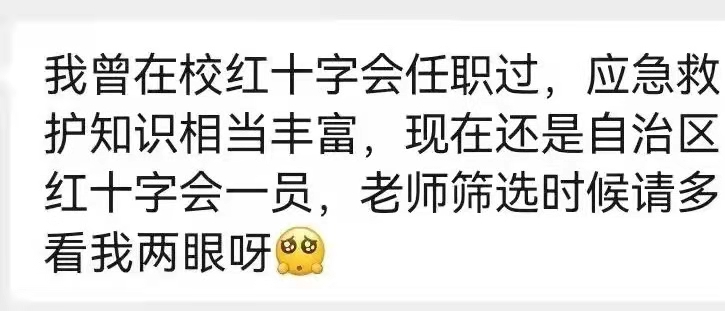 我曾在校红十字会任职过，应急救
护知识相当丰富，现在还是自治区
红十字会一员，老师筛选时候请多
看我两眼呀🥺